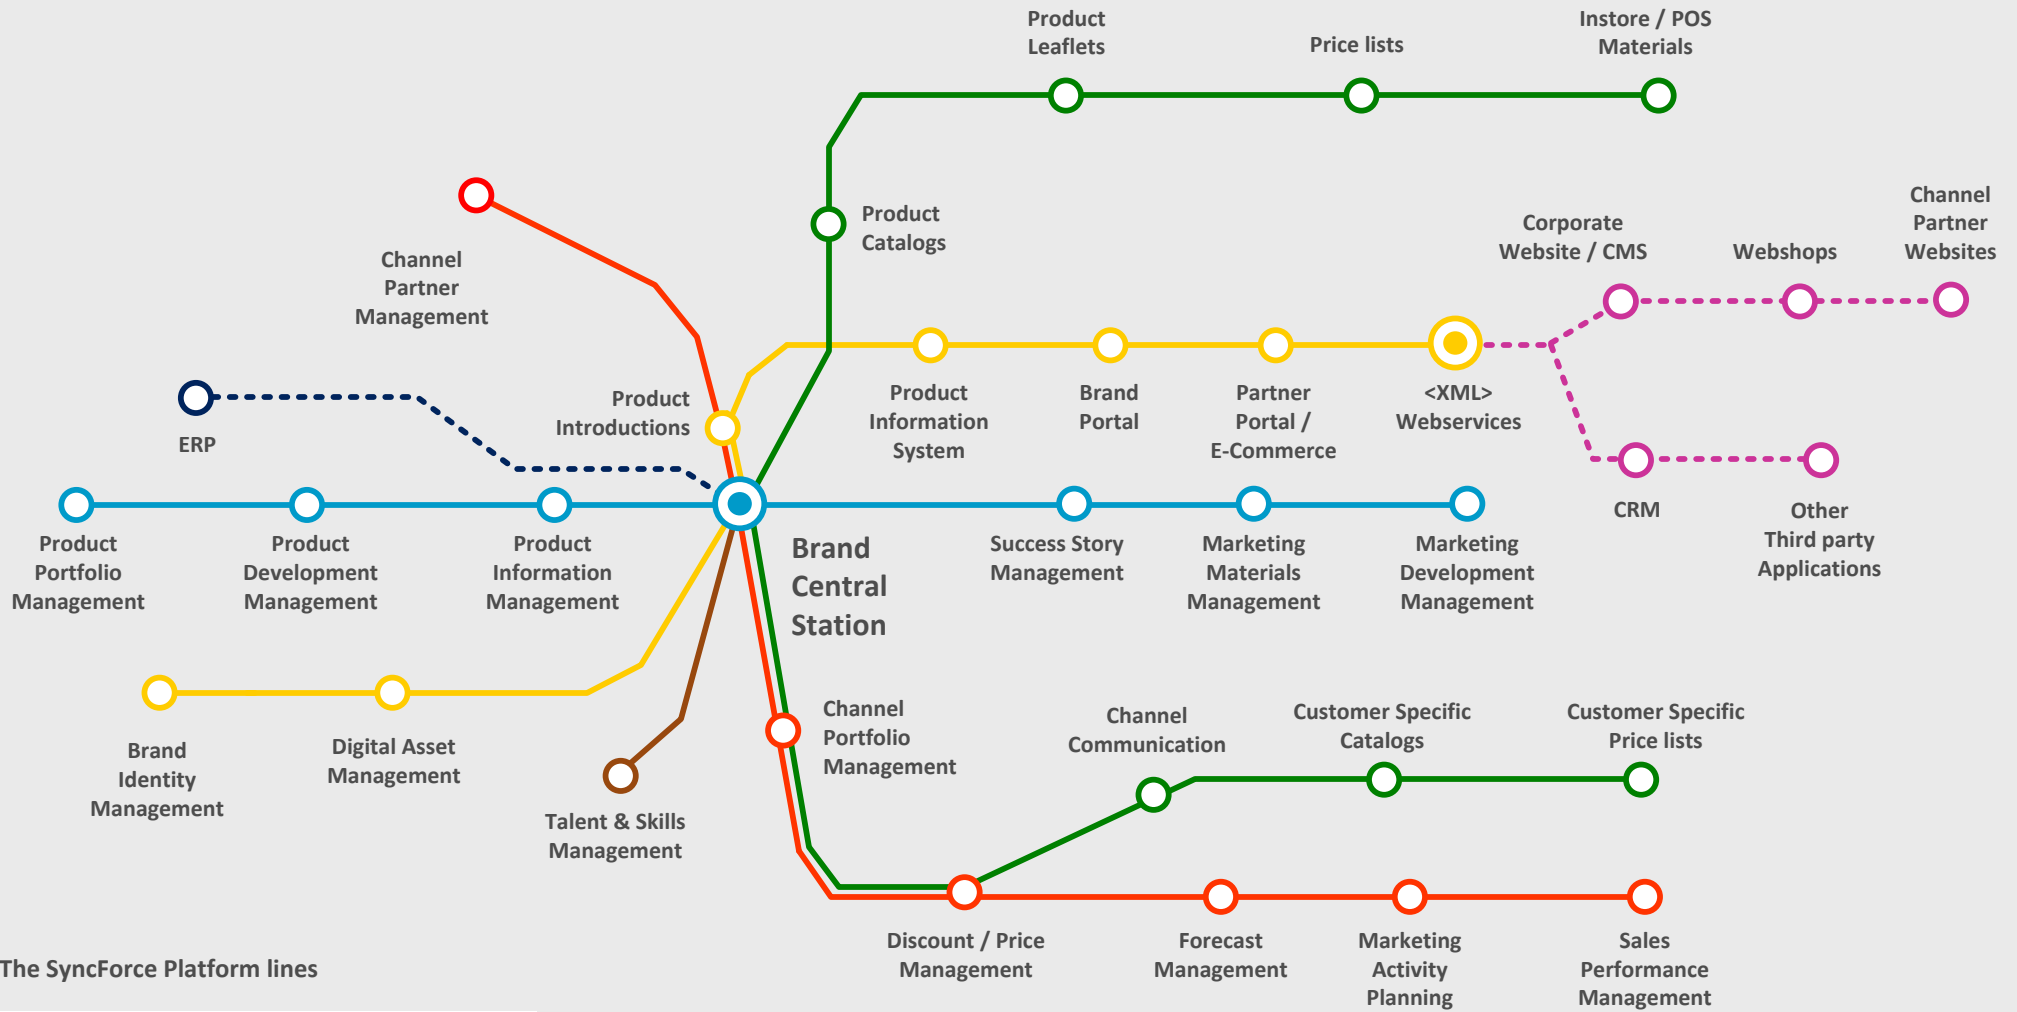 Product
Leaflets
Price lists
Instore / POS
Materials
Product
Catalogs
Channel
Partner
Management
Corporate
Website / CMS
Webshops
Channel
Partner
Websites
ERP
Product
Introductions
Product
Information
System
Brand
Portal
Partner
Portal /
E-Commerce
<XML>
Webservices
CRM
Other
Third party
Applications
Product
Portfolio
Management
Product
Development
Management
Product
Information
Management
Brand
Central
Station
Success Story
Management
Marketing
Materials
Management
Marketing
Development
Management
Brand
Identity
Management
Digital Asset
Management
Talent & Skills
Management
Channel
Portfolio
Management
Channel
Communication
Customer Specific
Catalogs
Customer Specific
Price lists
Discount / Price
Management
Forecast
Management
Marketing
Activity
Planning
Sales
Performance
Management
The SyncForce Platform lines